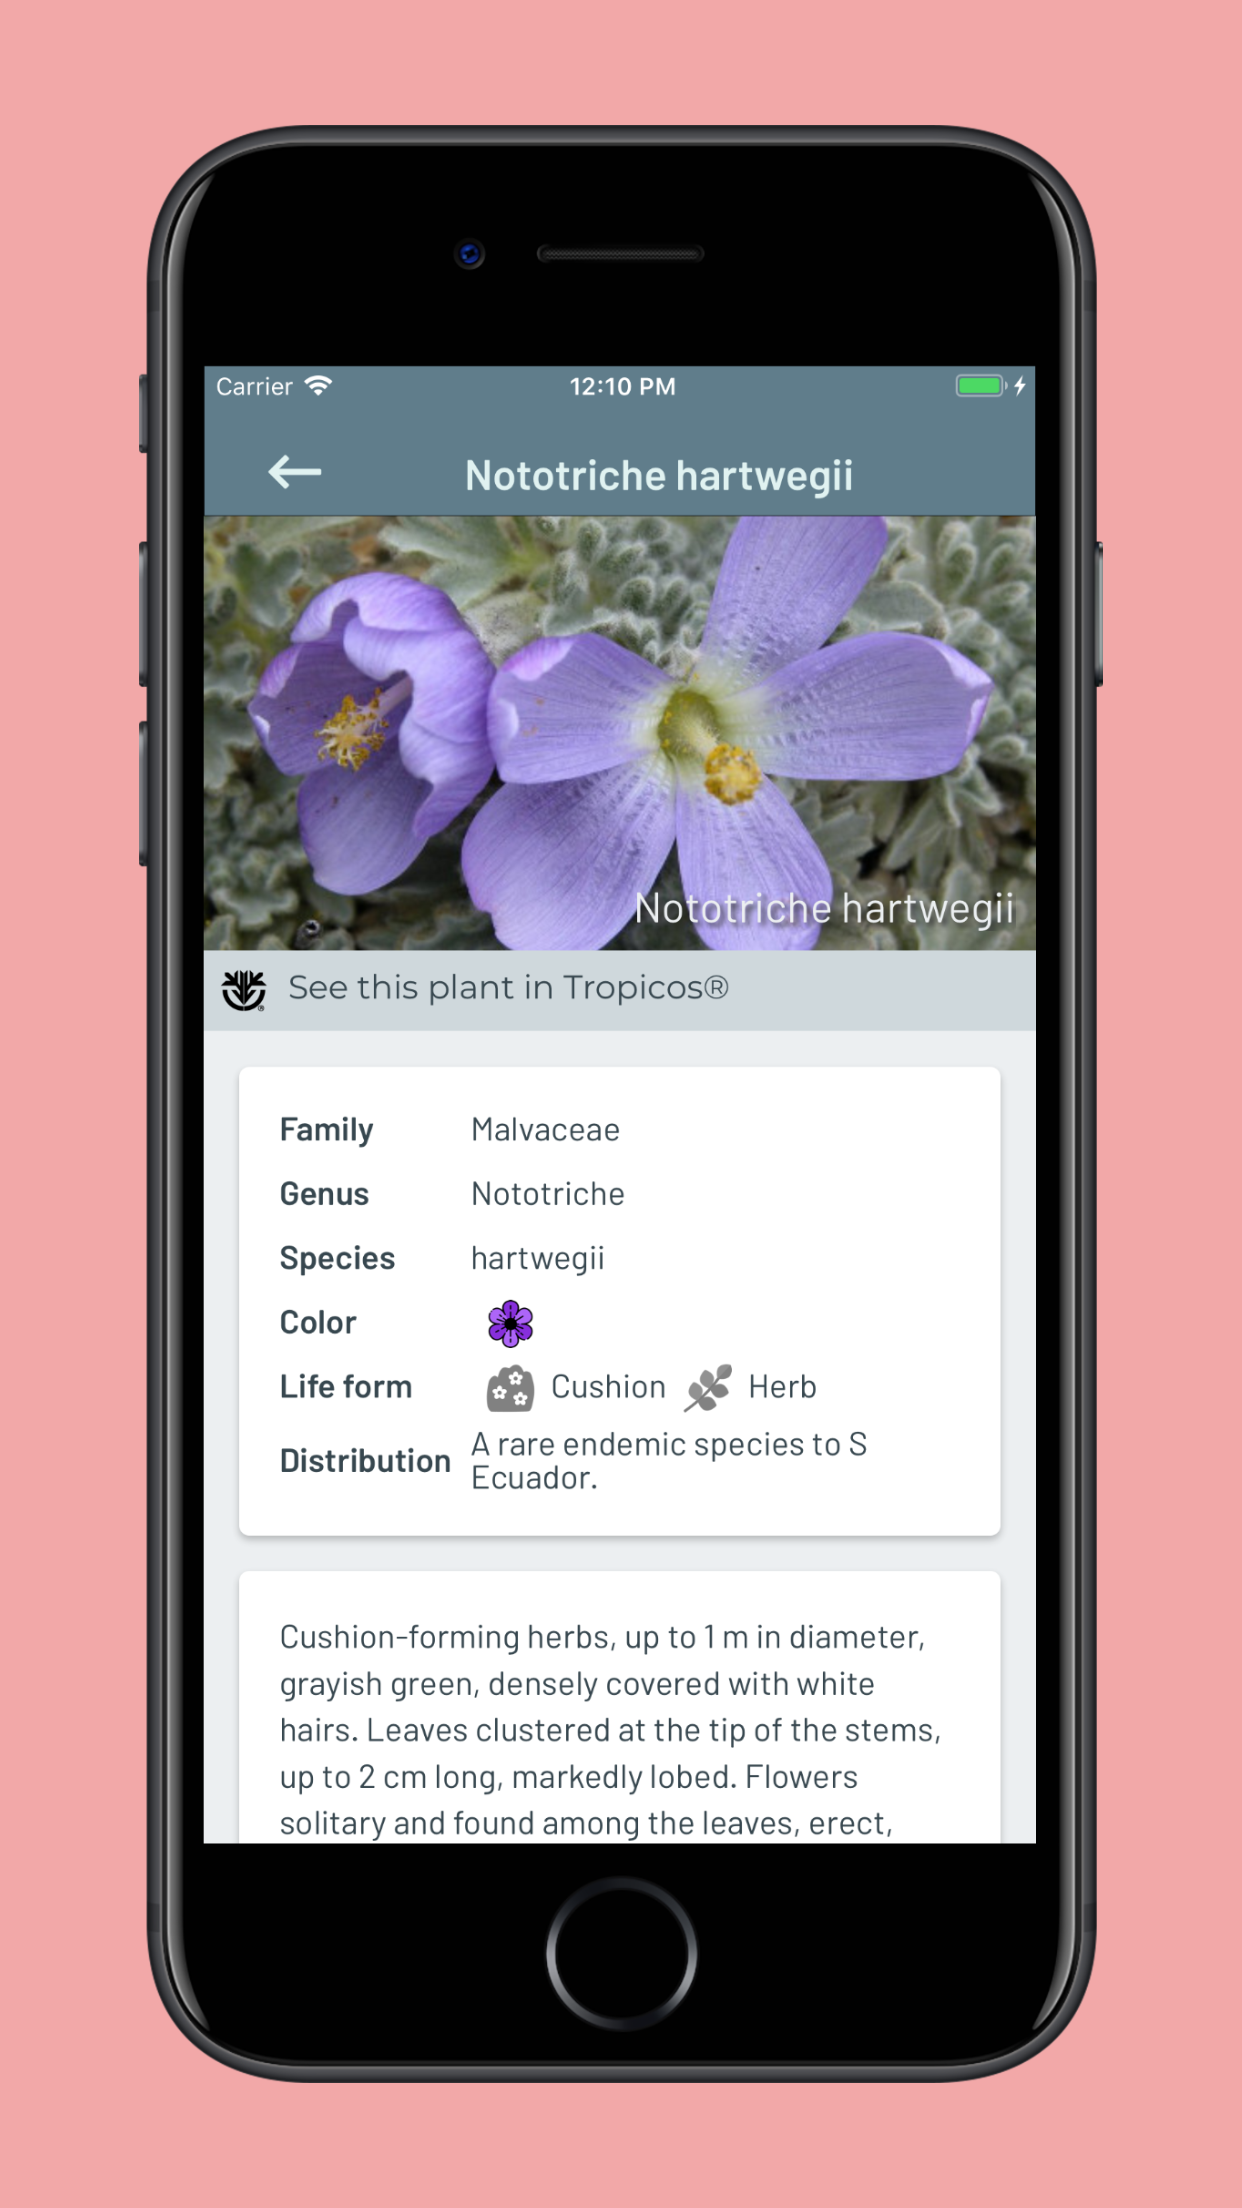 Carrier
12:10 PM
Nototriche hartwegii
Nototriche hartwegii
See this plant in Tropicos®
Family Malvaceae
Genus Nototriche
Species hartwegii
Color
Life form Cushion Herb
Distribution A rare endemic species to S
Ecuador.
Cushion-forming herbs, up to 1 m in diameter,
grayish green, densely covered with white
hairs. Leaves clustered at the tip of the stems,
up to 2 cm long, markedly lobed. Flowers
solitary and found among the leaves, erect,